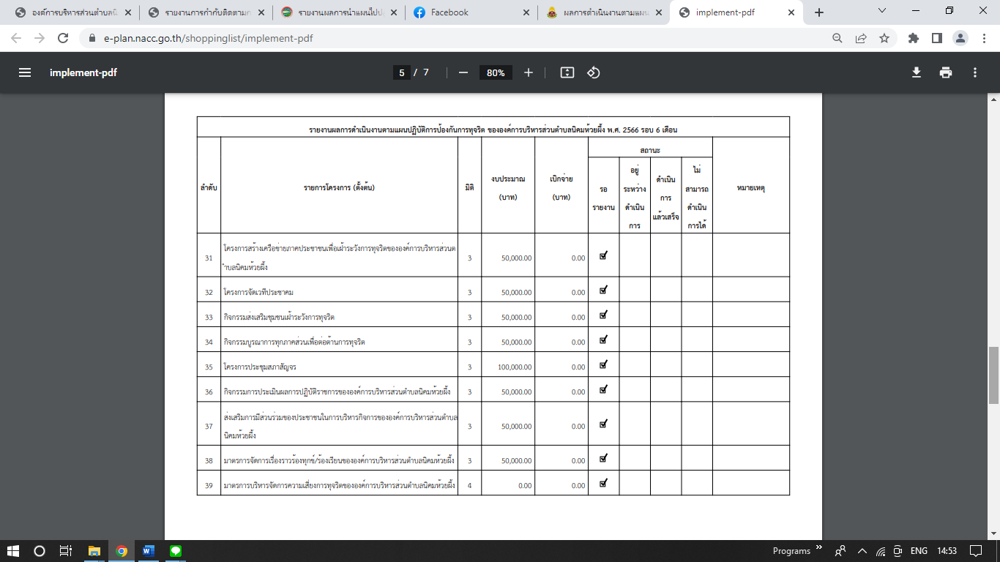 องค์การบริหารส่วนตำบลนิ
รายงานการกำกับติดตามก
รายงานผลการนำแผนไปป
Facebook
ผลการดำเนินงานตามแผน
implement-pdf
e-plan.nacc.go.th/shoppinglist/implement-pdf
implement-pdf
5 / 7
80%
รายงานผลการดำเนินงานตามแผนปฏิบัติการป้องกันการทุจริต ขององค์การบริหารส่วนตำบลนิคมห้วยผึ้ง พ.ศ. 2566 รอบ 6 เดือน
ลำดับ
รายการโครงการ (ตั้งต้น)
มิติ
งบประมาณ
(บาท)
เบิกจ่าย
(บาท)
สถานะ
รอ
รายงาน
อยู่
ระหว่าง
ดำเนิน
การ
ดำเนิน
การ
แล้วเสร็จ
ไม่
สามารถ
ดำเนิน
การได้
หมายเหตุ
31 โครงการสร้างเครือข่ายภาคประชาชนเพื่อเฝ้าระวังการทุจริตขององค์การบริหารส่วนต
ำบลนิคมห้วยผึ้ง 3 50,000.00 0.00
32 โครงการจัดเวทีประชาคม 3 50,000.00 0.00
33 กิจกรรมส่งเสริมชุมชนเฝ้าระวังการทุจริต 3 50,000.00 0.00
34 กิจกรรมบูรณาการทุกภาคส่วนเพื่อต่อต้านการทุจริต 3 50,000.00 0.00
35 โครงการประชุมสภาสัญจร 3 100,000.00 0.00
36 กิจกรรมการประเมินผลการปฏิบัติราชการขององค์การบริหารส่วนตำบลนิคมห้วยผึ้ง 3 50,000.00 0.00
37 ส่งเสริมการมีส่วนร่วมของประชาชนในการบริหารกิจการขององค์การบริหารส่วนตำบล
นิคมห้วยผึ้ง 3 50,000.00 0.00
38 มาตรการจัดการเรื่องราวร้องทุกข์/ร้องเรียนขององค์การบริหารส่วนตำบลนิคมห้วยผึ้ง 3 50,000.00 0.00
39 มาตรการบริหารจัดการความเสี่ยงการทุจริตขององค์การบริหารส่วนตำบลนิคมห้วยผึ้ง 4 0.00 0.00
Programs
ENG
14:53